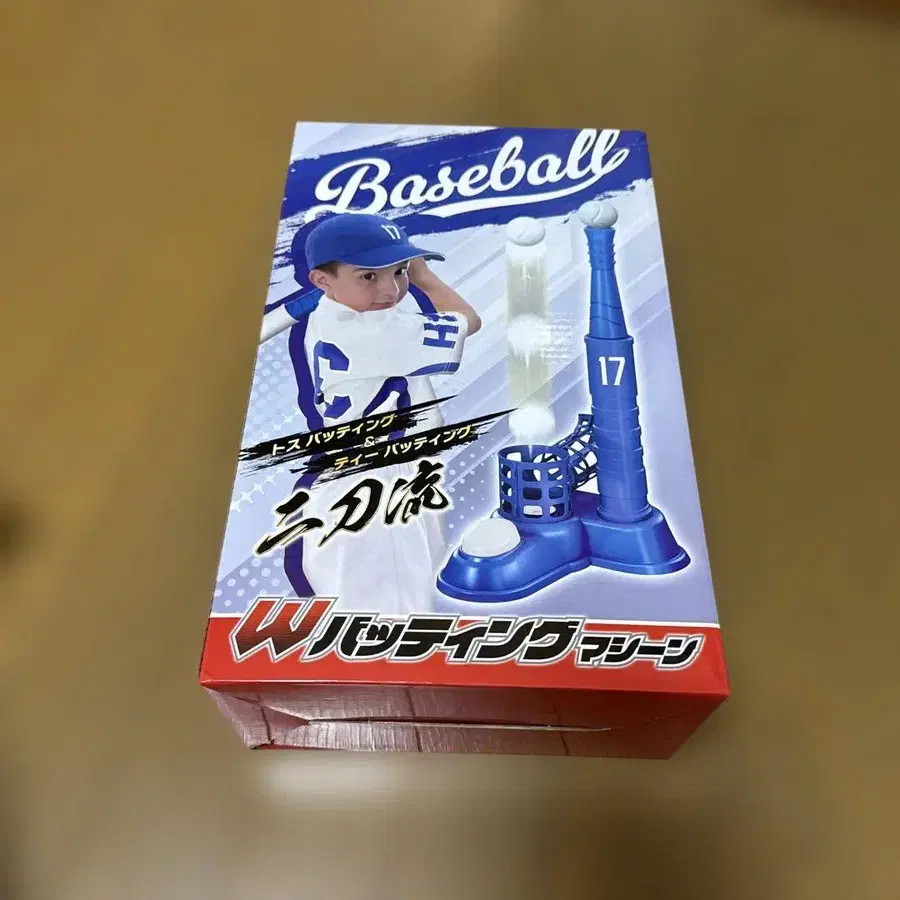 Baseball
17
17
トス バッティング
&
ティー バッティング
二刀流
Wバッティングマシーン